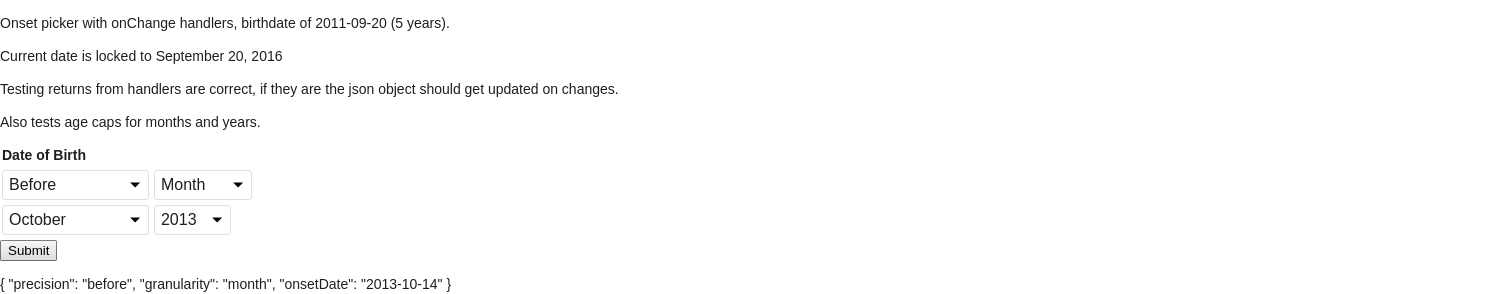 Onset picker with onChange handlers, birthdate of 2011-09-20 (5 years).
Current date is locked to September 20, 2016
Testing returns from handlers are correct, if they are the json object should get updated on changes.
Also tests age caps for months and years.
Date of Birth
Before Month
October 2013
Submit
{ "precision": "before", "granularity": "month", "onsetDate": "2013-10-14" }